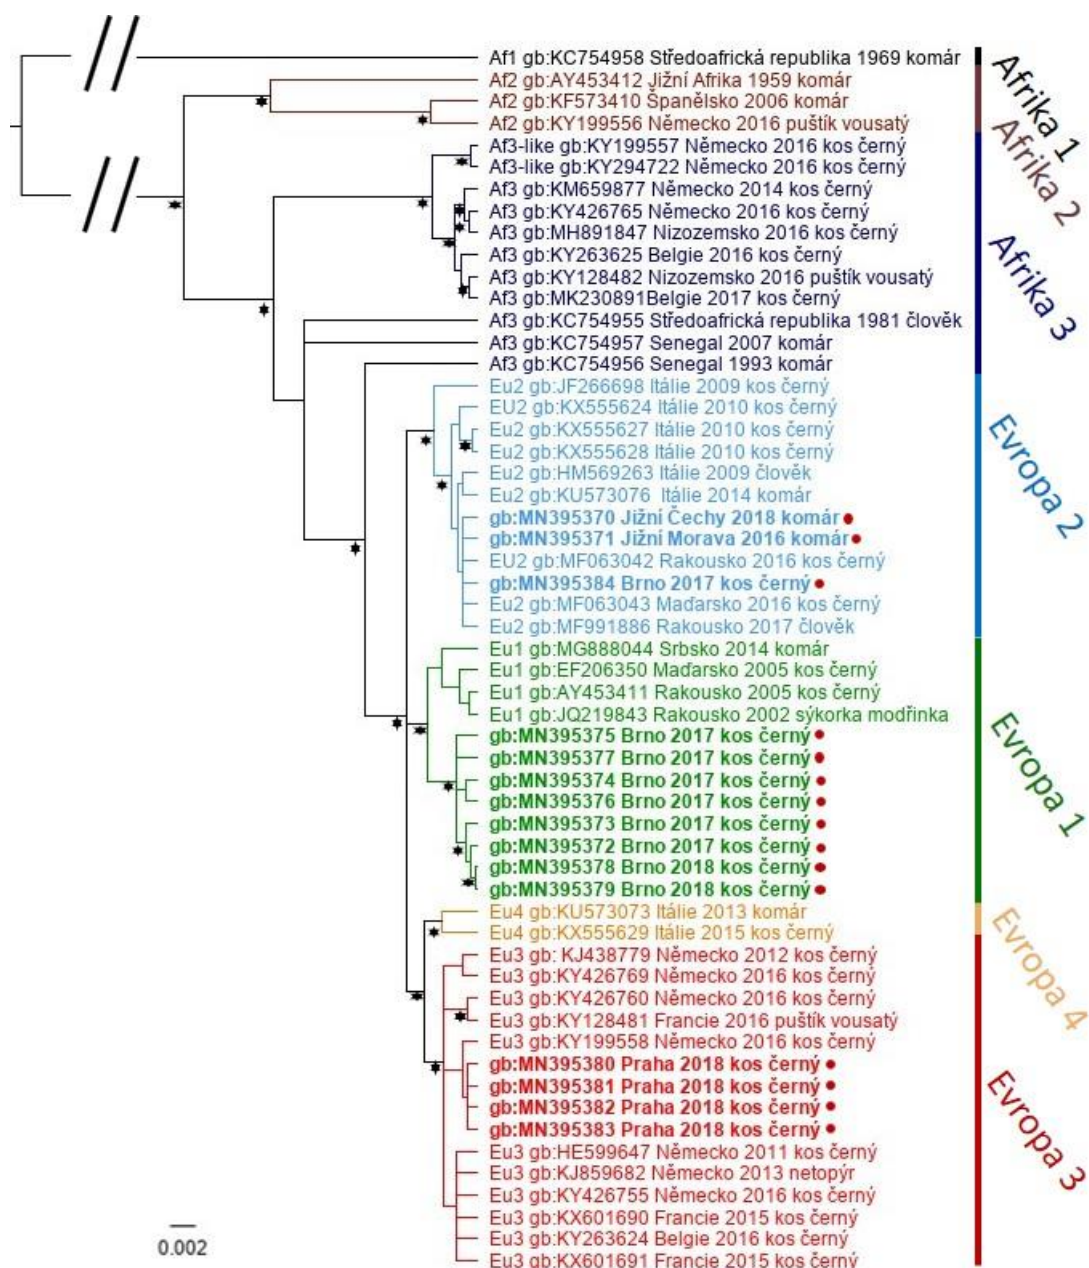 Af1 gb:KC754958 Středoafrická republika 1969 komár
Af2 gb:AY453412 Jižní Afrika 1959 komár
Af2 gb:KF573410 Španělsko 2006 komár
Af2 gb:KY199556 Německo 2016 puštík vousatý
Af3-like gb:KY199557 Německo 2016 kos černý
Af3-like gb:KY294722 Německo 2016 kos černý
Af3 gb:KM659877 Německo 2014 kos černý
Af3 gb:KY426765 Německo 2016 kos černý
Af3 gb:MH891847 Nizozemsko 2016 kos černý
Af3 gb:KY263625 Belgie 2016 kos černý
Af3 gb:KY128482 Nizozemsko 2016 puštík vousatý
Af3 gb:MK230891Belgie 2017 kos černý
Af3 gb:KC754955 Středoafrická republika 1981 člověk
Af3 gb:KC754957 Senegal 2007 komár
Af3 gb:KC754956 Senegal 1993 komár
Eu2 gb:JF266698 Itálie 2009 kos černý
EU2 gb:KX555624 Itálie 2010 kos černý
Eu2 gb:KX555627 Itálie 2010 kos černý
Eu2 gb:KX555628 Itálie 2010 kos černý
Eu2 gb:HM569263 Itálie 2009 člověk
Eu2 gb:KU573076 Itálie 2014 komár
gb:MN395370 Jižní Čechy 2018 komár
gb:MN395371 Jižní Morava 2016 komár
EU2 gb:MF063042 Rakousko 2016 kos černý
gb:MN395384 Brno 2017 kos černý
Eu2 gb:MF063043 Maďarsko 2016 kos černý
Eu2 gb:MF991886 Rakousko 2017 člověk
Eu1 gb:MG888044 Srbsko 2014 komár
Eu1 gb:EF206350 Maďarsko 2005 kos černý
Eu1 gb:AY453411 Rakousko 2005 kos černý
Eu1 gb:JQ219843 Rakousko 2002 sýkorka modřinka
gb:MN395375 Brno 2017 kos černý
gb:MN395377 Brno 2017 kos černý
gb:MN395374 Brno 2017 kos černý
gb:MN395376 Brno 2017 kos černý
gb:MN395373 Brno 2017 kos černý
gb:MN395372 Brno 2017 kos černý
gb:MN395378 Brno 2018 kos černý
gb:MN395379 Brno 2018 kos černý
Eu4 gb:KU573073 Itálie 2013 komár
Eu4 gb:KX555629 Itálie 2015 kos černý
Eu3 gb: KJ438779 Německo 2012 kos černý
Eu3 gb:KY426769 Německo 2016 kos černý
Eu3 gb:KY426760 Německo 2016 kos černý
Eu3 gb:KY128481 Francie 2016 puštík vousatý
Eu3 gb:KY199558 Německo 2016 kos černý
gb:MN395380 Praha 2018 kos černý
gb:MN395381 Praha 2018 kos černý
gb:MN395382 Praha 2018 kos černý
gb:MN395383 Praha 2018 kos černý
Eu3 gb:HE599647 Německo 2011 kos černý
Eu3 gb:KJ859682 Německo 2013 netopýr
Eu3 gb:KY426755 Německo 2016 kos černý
Eu3 gb:KX601690 Francie 2015 kos černý
Eu3 gb:KY263624 Belgie 2016 kos černý
Eu3 gb:KX601691 Francie 2015 kos černý
Afrika 1
Afrika 2
Afrika 3
Evropa 2
Evropa 1
Evropa 4
Evropa 3
0.002